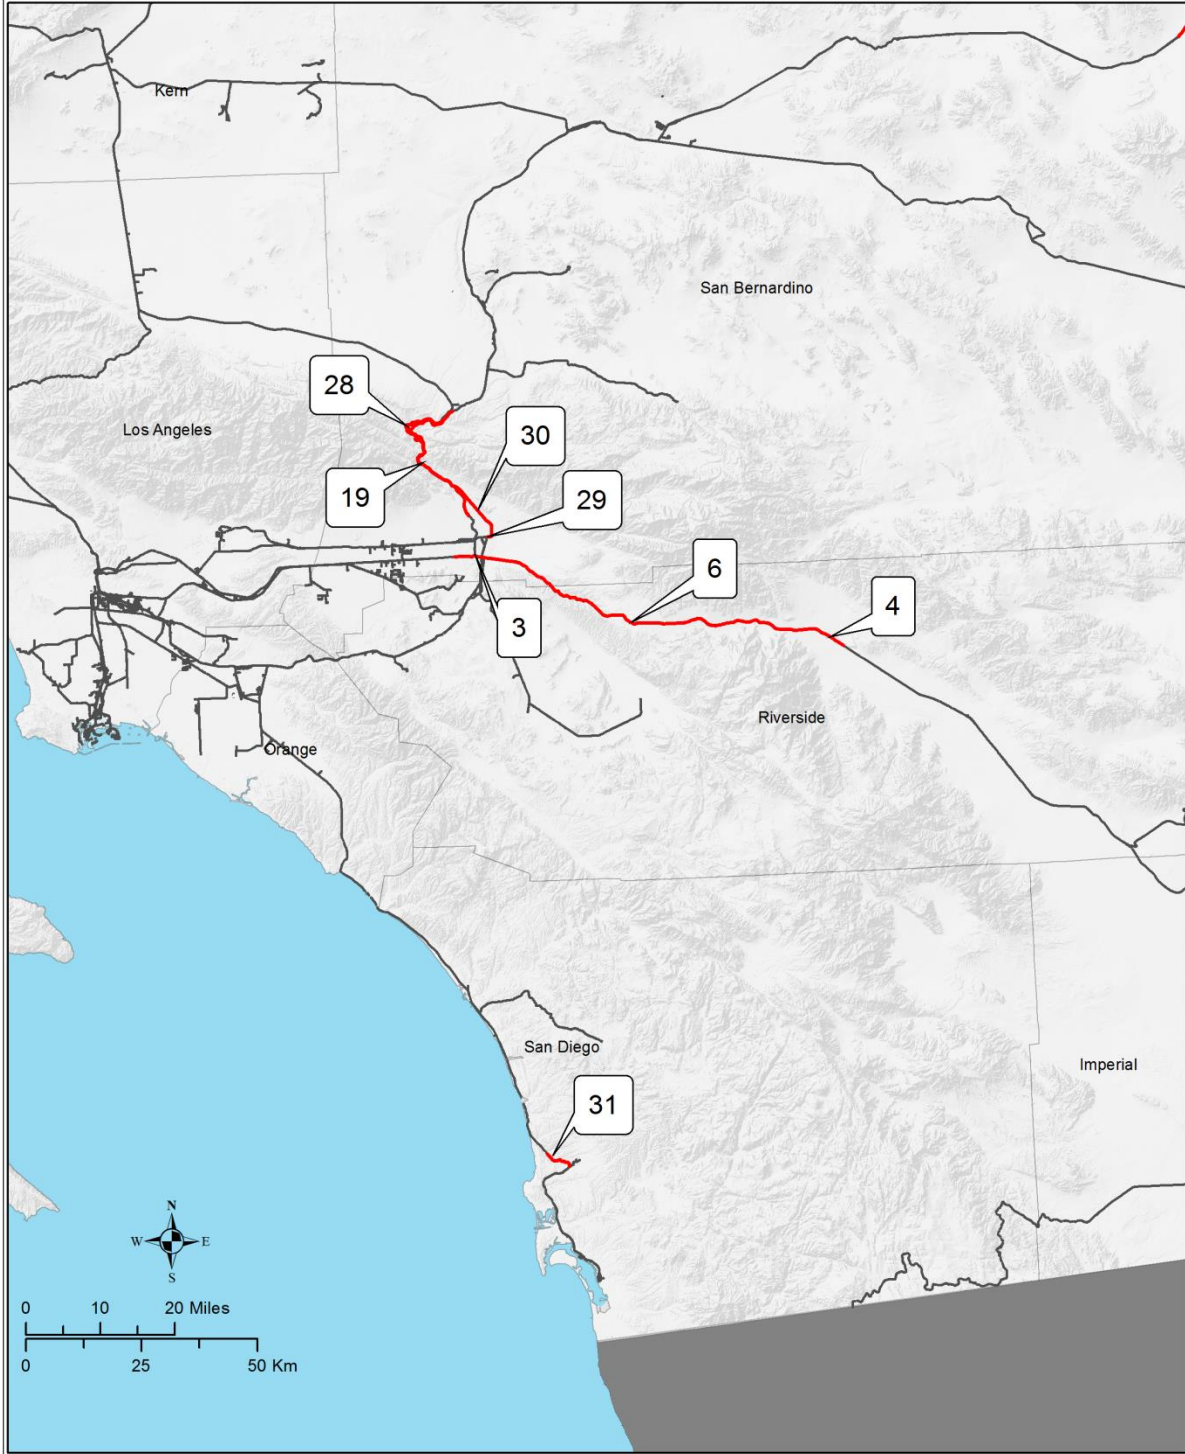 Kern
San Bernardino
28
Los Angeles
30
19
29
6
4
3
Riverside
Orange
San Diego
Imperial
31
N
W E
S
0 10 20 Miles
0 25 50 Km